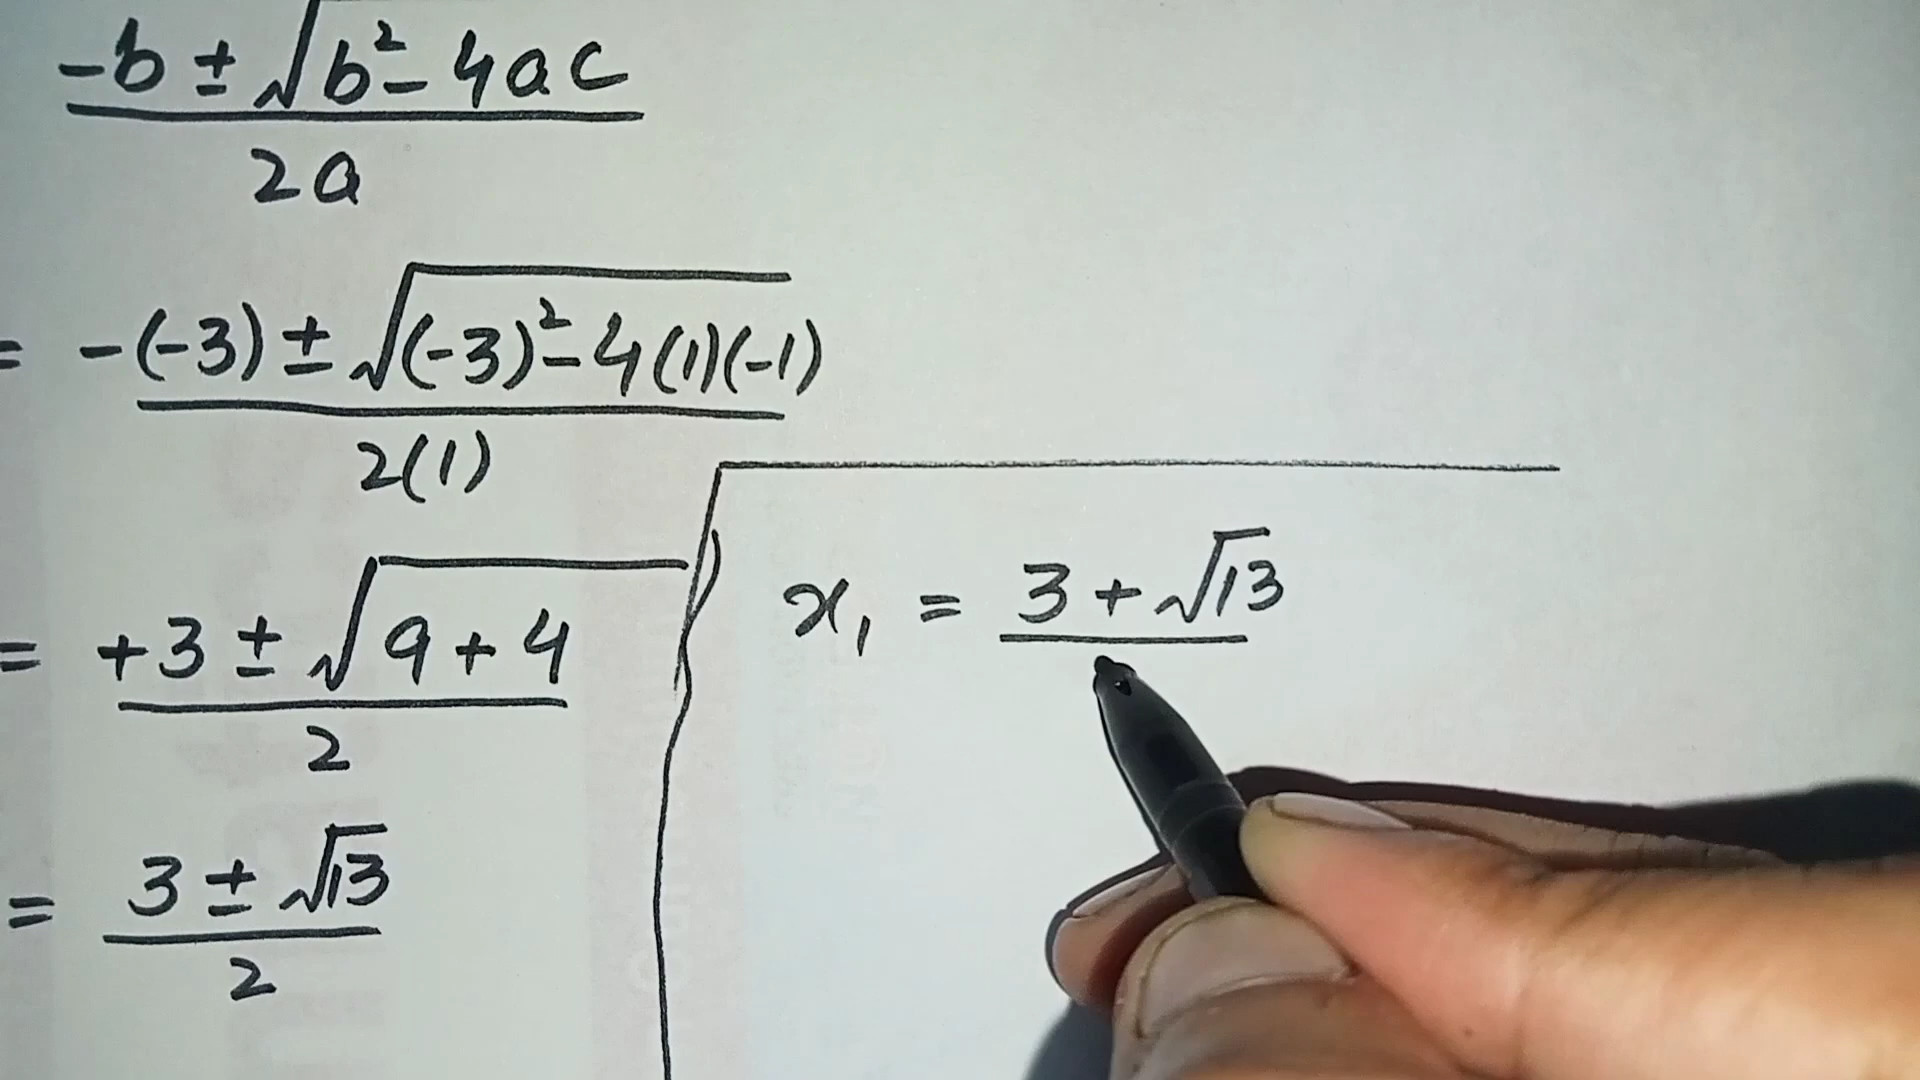 -b ± √b² - 4ac
2a
= -(-3) ± √(-3)² - 4(1)(-1)
2(1)
= +3 ± √9 + 4
2
= 3 ± √13
2
x₁ = 3 + √13